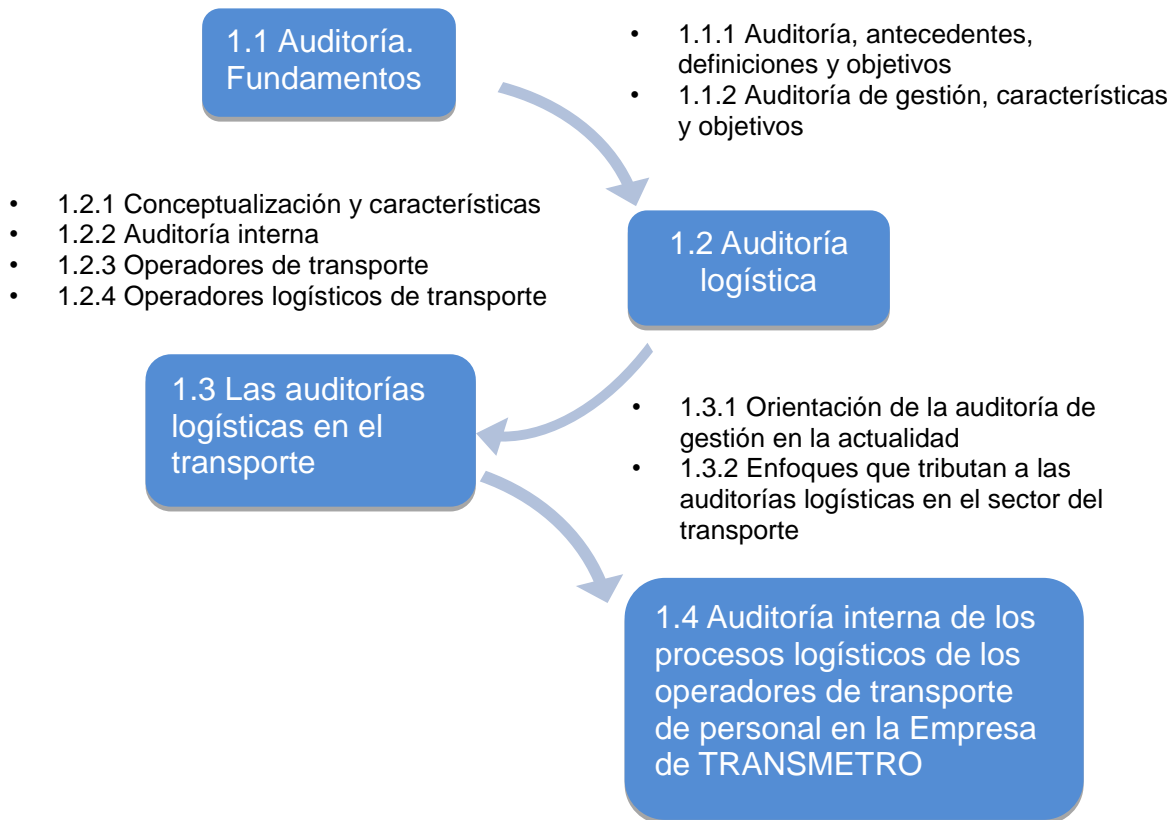 1.1 Auditoría.
Fundamentos
• 1.1.1 Auditoría, antecedentes,
definiciones y objetivos
• 1.1.2 Auditoría de gestión, características
y objetivos
• 1.2.1 Conceptualización y características
• 1.2.2 Auditoría interna
• 1.2.3 Operadores de transporte
• 1.2.4 Operadores logísticos de transporte
1.2 Auditoría
logística
1.3 Las auditorías
logísticas en el
transporte
• 1.3.1 Orientación de la auditoría de
gestión en la actualidad
• 1.3.2 Enfoques que tributan a las
auditorías logísticas en el sector del
transporte
1.4 Auditoría interna de los
procesos logísticos de los
operadores de transporte
de personal en la Empresa
de TRANSMETRO